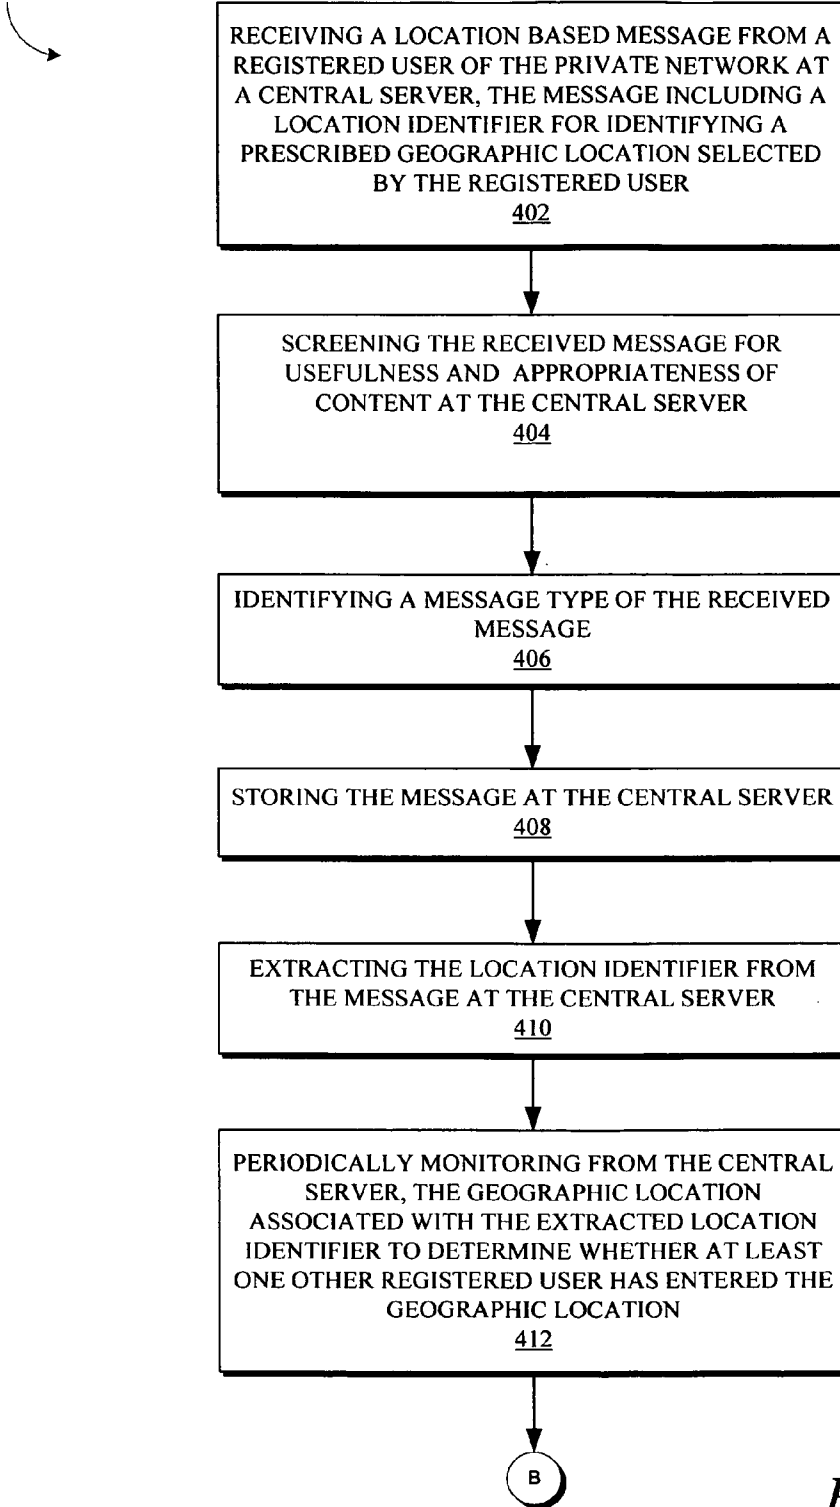 RECEIVING A LOCATION BASED MESSAGE FROM A
REGISTERED USER OF THE PRIVATE NETWORK AT
A CENTRAL SERVER, THE MESSAGE INCLUDING A
LOCATION IDENTIFIER FOR IDENTIFYING A
PRESCRIBED GEOGRAPHIC LOCATION SELECTED
BY THE REGISTERED USER
402
SCREENING THE RECEIVED MESSAGE FOR
USEFULNESS AND APPROPRIATENESS OF
CONTENT AT THE CENTRAL SERVER
404
IDENTIFYING A MESSAGE TYPE OF THE RECEIVED
MESSAGE
406
STORING THE MESSAGE AT THE CENTRAL SERVER
408
EXTRACTING THE LOCATION IDENTIFIER FROM
THE MESSAGE AT THE CENTRAL SERVER
410
PERIODICALLY MONITORING FROM THE CENTRAL
SERVER, THE GEOGRAPHIC LOCATION
ASSOCIATED WITH THE EXTRACTED LOCATION
IDENTIFIER TO DETERMINE WHETHER AT LEAST
ONE OTHER REGISTERED USER HAS ENTERED THE
GEOGRAPHIC LOCATION
412
B